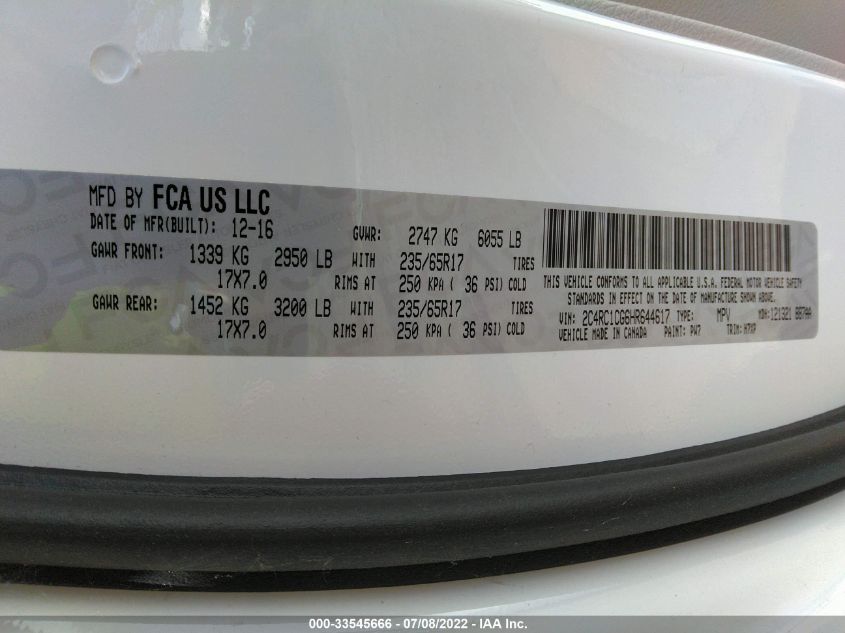 MFD BY FCA US LLC
DATE OF MFR(BUILT): 12-16 GVWR: 2747 KG 6055 LB
GAWR FRONT: 1339 KG 2950 LB WITH 235/65R17 TIRES
17X7.0 RIMS AT 250 KPA ( 36 PSI) COLD
GAWR REAR: 1452 KG 3200 LB WITH 235/65R17 TIRES
17X7.0 RIMS AT 250 KPA ( 36 PSI) COLD
THIS VEHICLE CONFORMS TO ALL APPLICABLE U.S.A. FEDERAL MOTOR VEHICLE SAFETY
STANDARDS IN EFFECT ON THE DATE OF MANUFACTURE SHOWN ABOVE.
VIN: 2C4RC1CG6HR644617 TYPE: MPV MDH: 121321 887AA
VEHICLE MADE IN CANADA PAINT: PW7 TRIM: H7XP
000-33545666 - 07/08/2022 - IAA Inc.